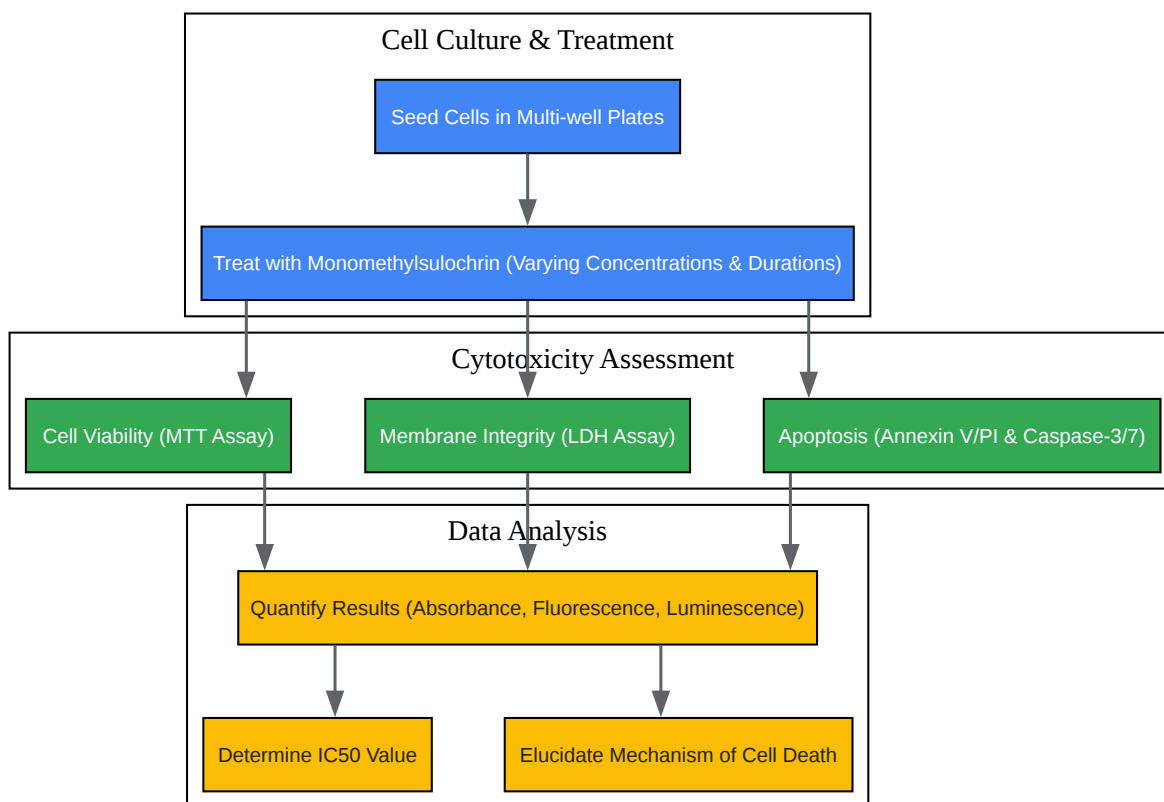 Cell Culture & Treatment
Seed Cells in Multi-well Plates
Treat with Monomethylsulochrin (Varying Concentrations & Durations)
Cytotoxicity Assessment
Cell Viability (MTT Assay)
Membrane Integrity (LDH Assay)
Apoptosis (Annexin V/PI & Caspase-3/7)
Data Analysis
Quantify Results (Absorbance, Fluorescence, Luminescence)
Determine IC50 Value
Elucidate Mechanism of Cell Death